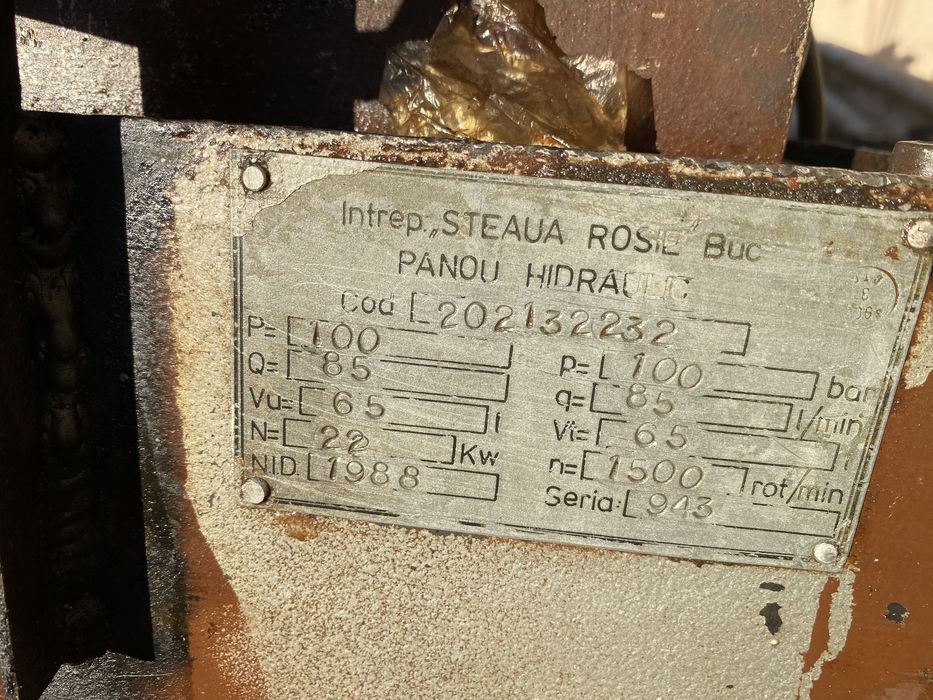 Intrep. „STEAUA ROSIE" Buc
PANOU HIDRAULIC
Cod 202132232
P= 100 p= 100 bar
Q= 85 q= 85 l/min
Vu= 65 l Vi= 65 l
N= 22 Kw n= 1500 rot/min
NID. 1988 Seria: 943